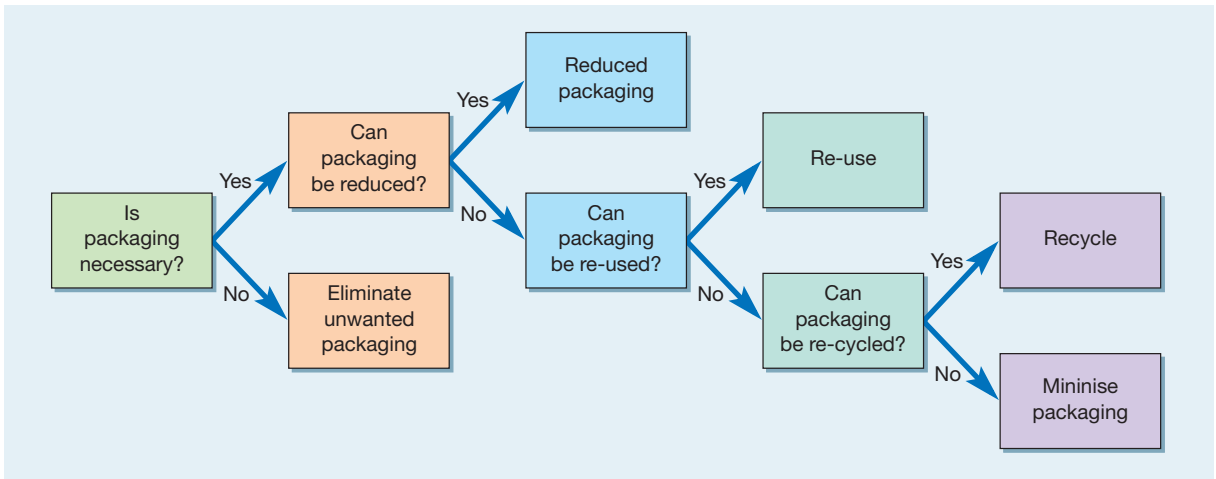 Is
packaging
necessary?
Yes
No
Can
packaging
be reduced?
Eliminate
unwanted
packaging
Yes
No
Reduced
packaging
Can
packaging
be re-used?
Yes
No
Re-use
Can
packaging
be re-cycled?
Yes
No
Recycle
Mininise
packaging